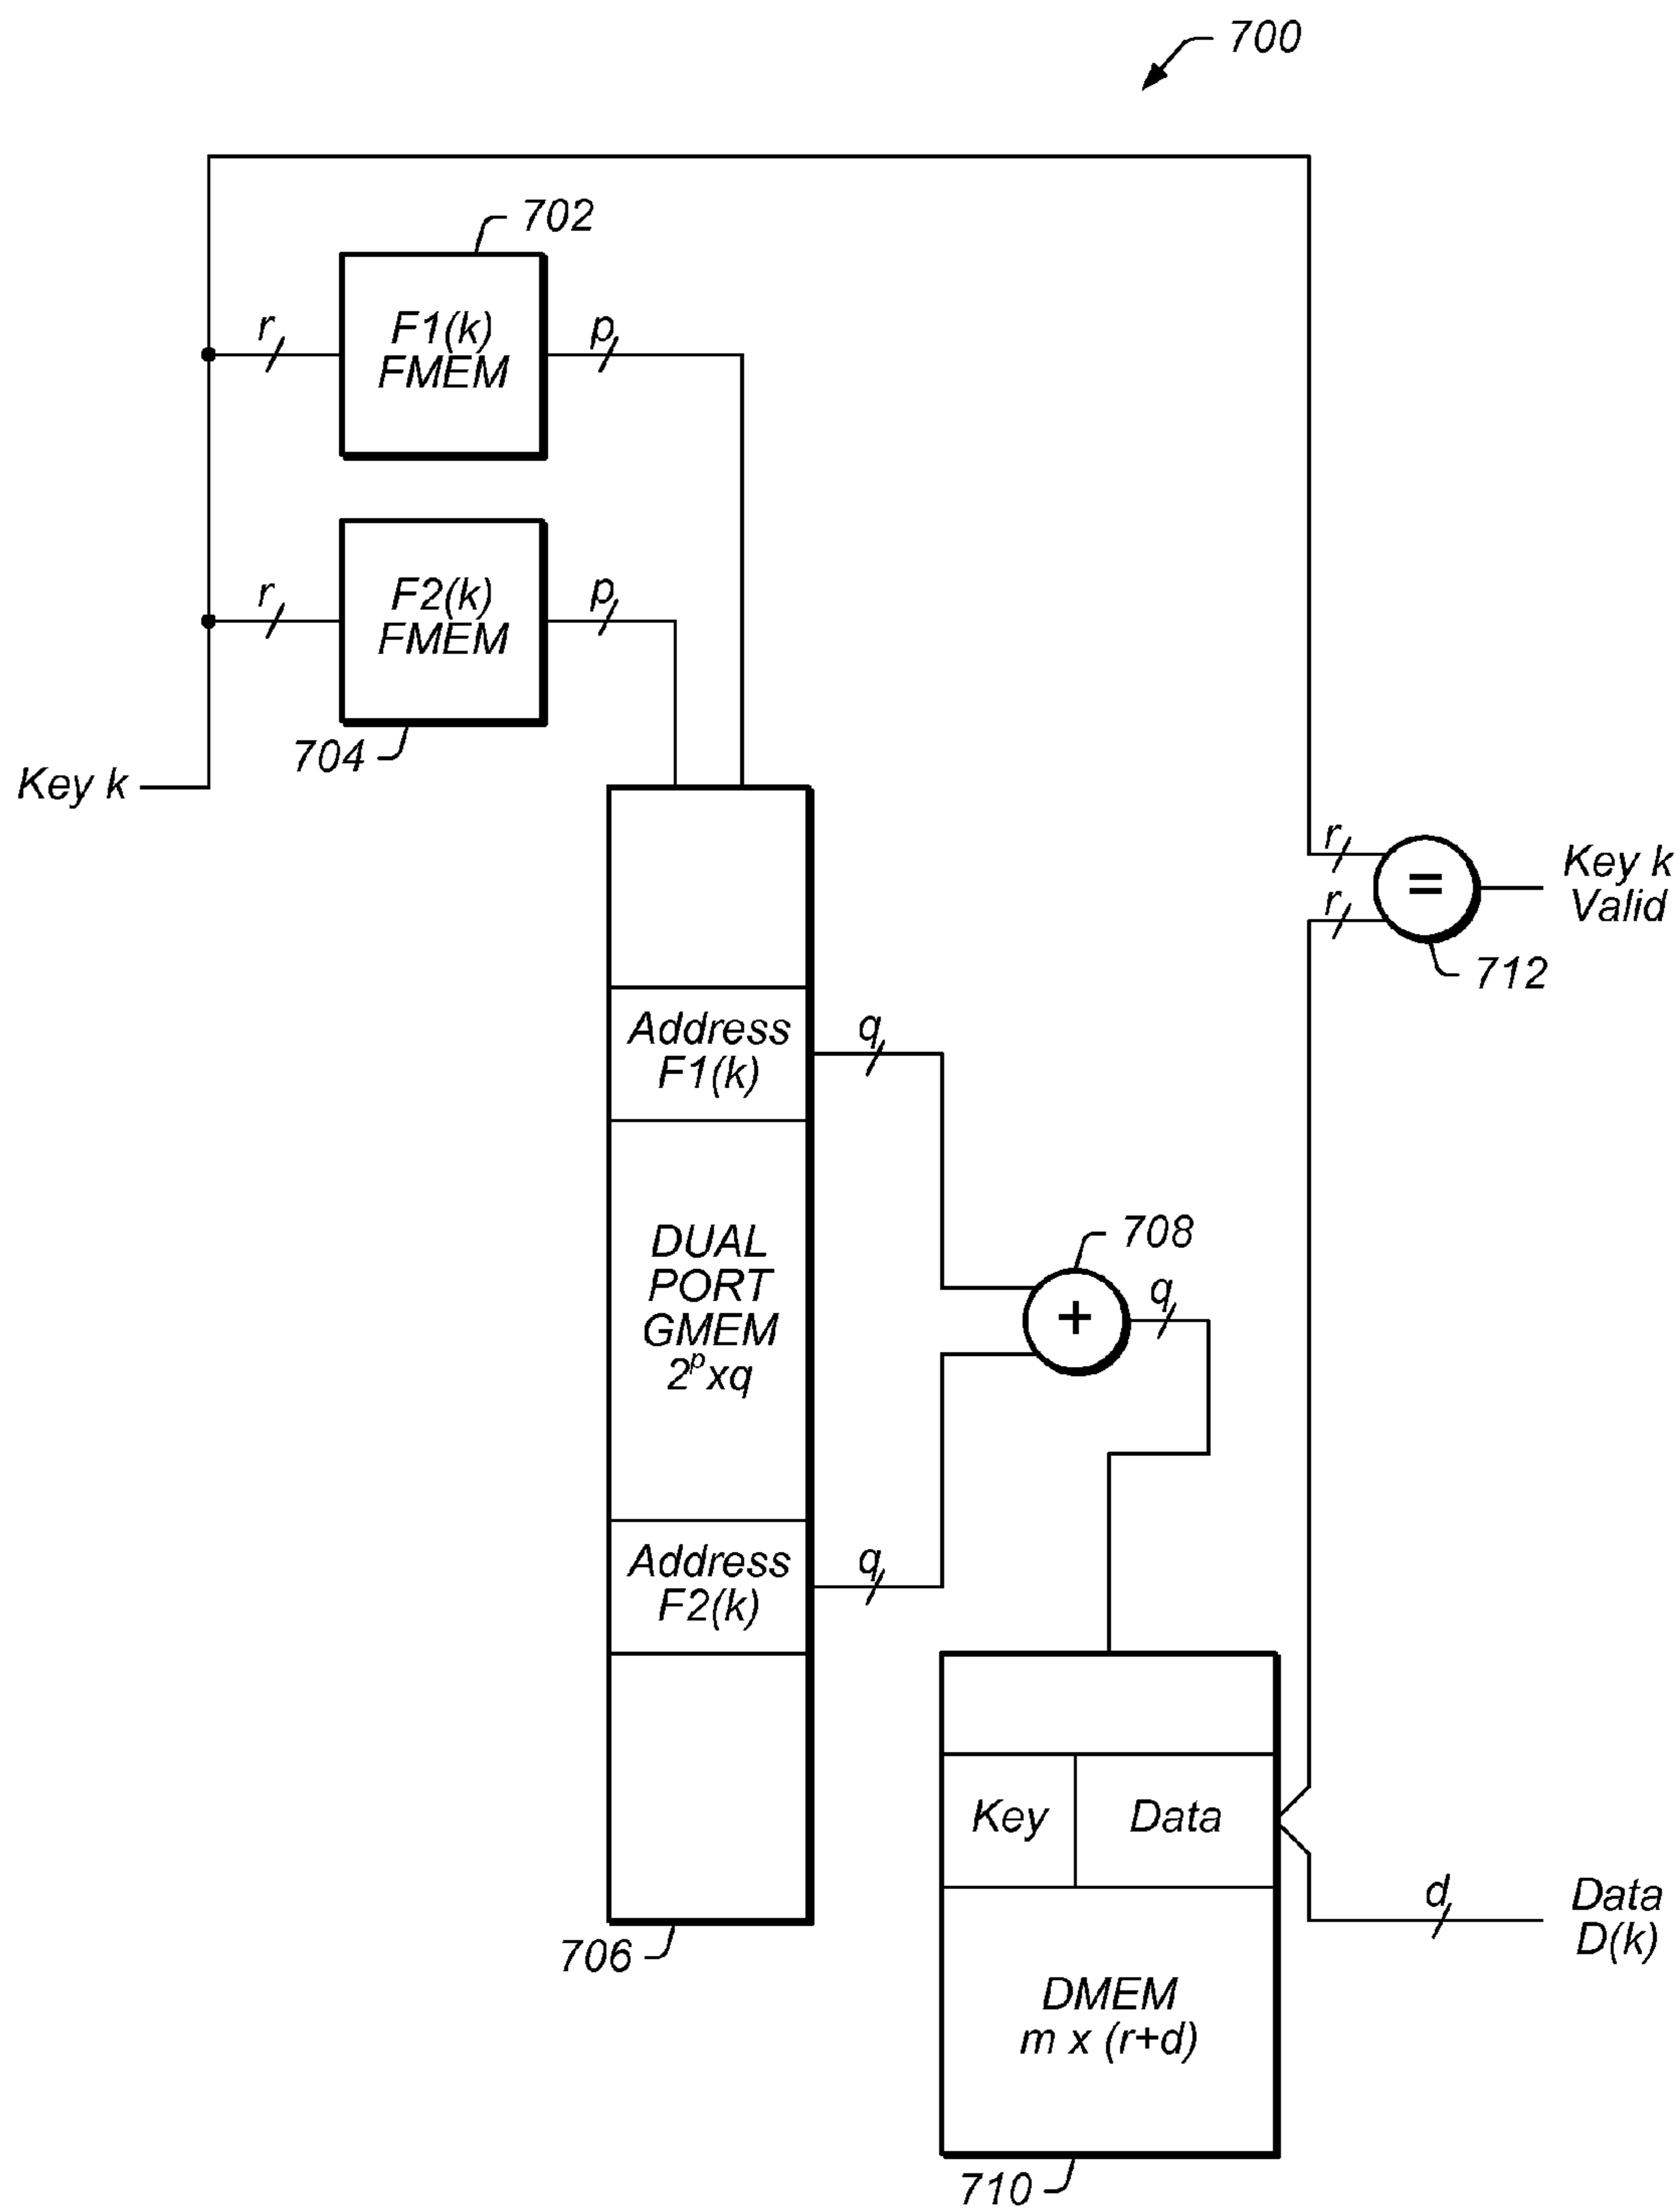 700
702
r
F1(k)
FMEM
p
r
F2(k)
FMEM
p
704
Key k
r
r
=
Key k
Valid
712
Address
F1(k)
q
DUAL
PORT
GMEM
2^p xq
708
+
q
Address
F2(k)
q
706
Key
Data
d
Data
D(k)
DMEM
m x (r+d)
710